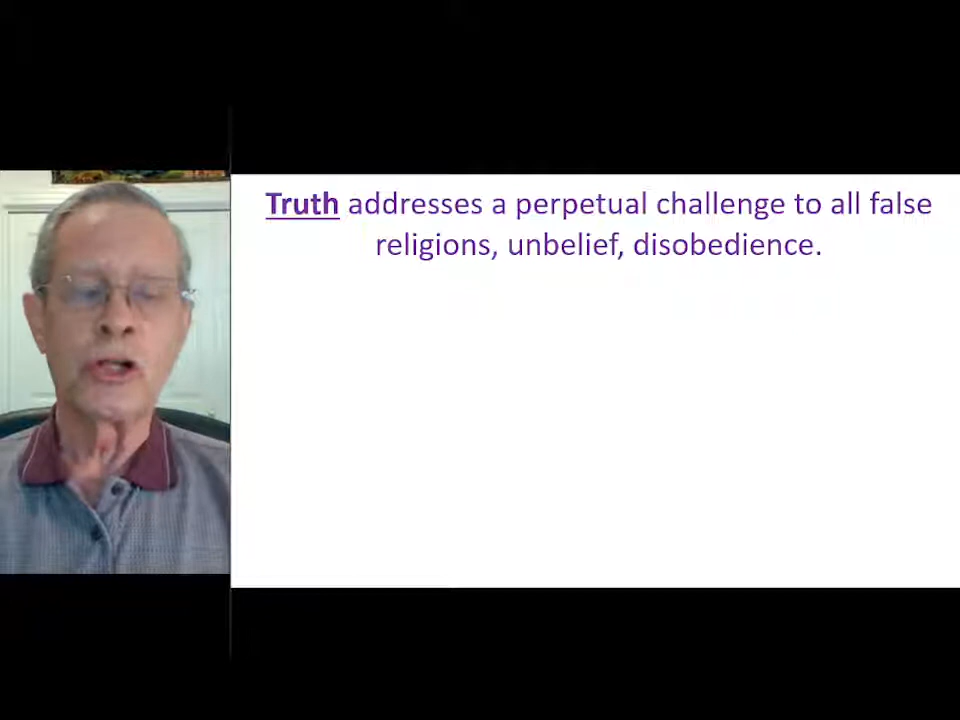 Truth addresses a perpetual challenge to all false
religions, unbelief, disobedience.